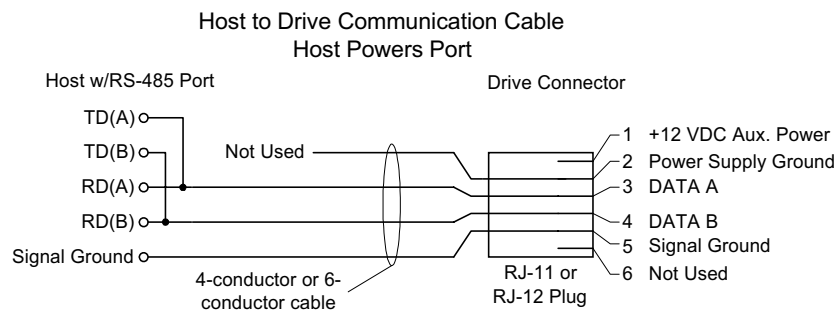 Host to Drive Communication Cable
Host Powers Port
Host w/RS-485 Port
Drive Connector
TD(A)
TD(B)
RD(A)
RD(B)
Signal Ground
Not Used
4-conductor or 6-
conductor cable
1 +12 VDC Aux. Power
2 Power Supply Ground
3 DATA A
4 DATA B
5 Signal Ground
6 Not Used
RJ-11 or
RJ-12 Plug